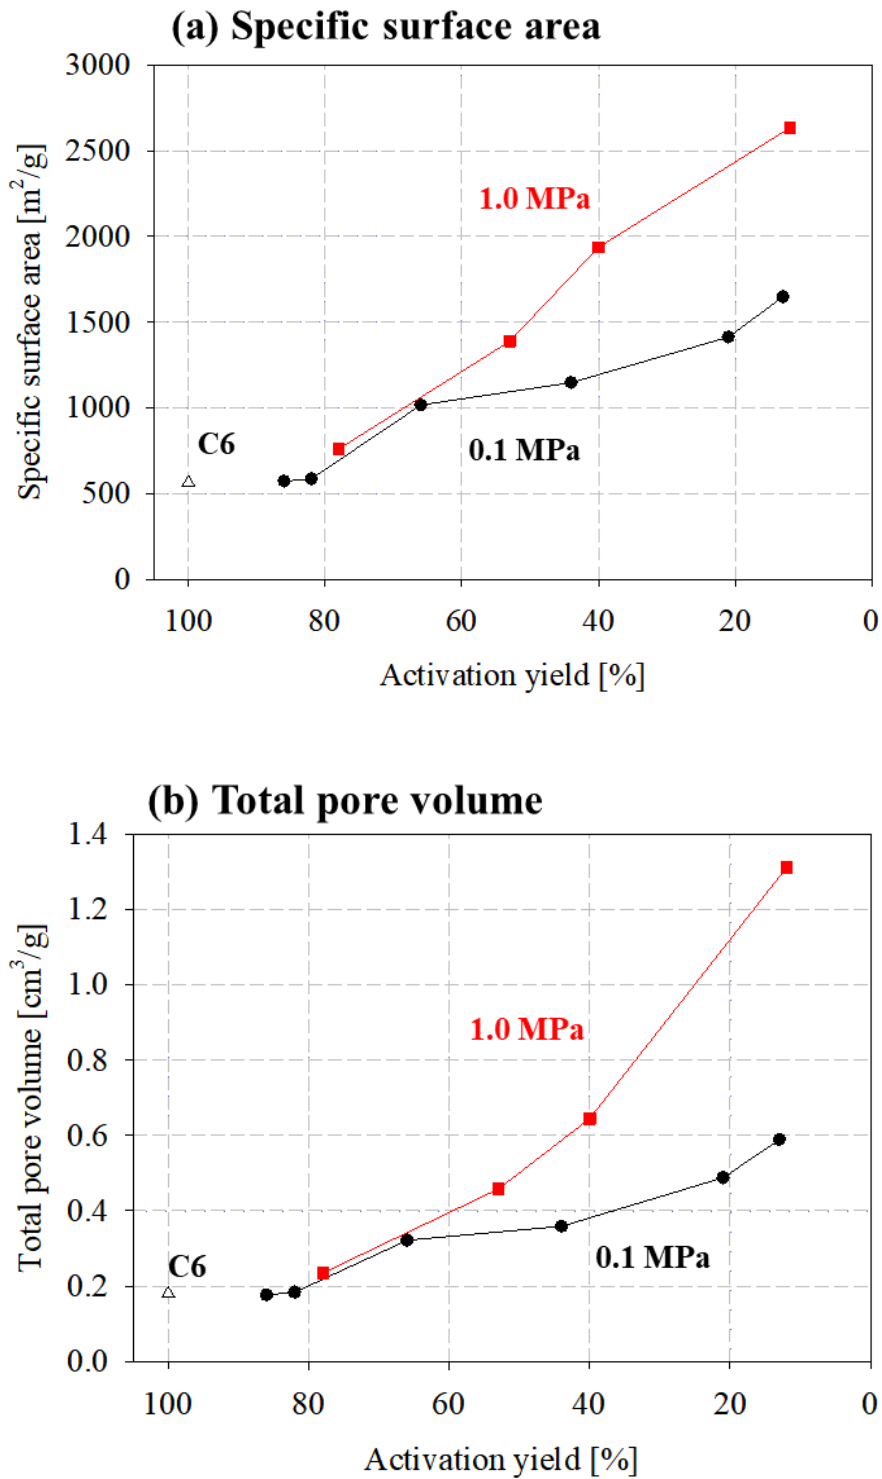 (a) Specific surface area
3000
2500
2000
1500
1000
500
0
Specific surface area [m²/g]
1.0 MPa
C6
0.1 MPa
100 80 60 40 20 0
Activation yield [%]
(b) Total pore volume
1.4
1.2
1.0
0.8
0.6
0.4
0.2
0.0
Total pore volume [cm³/g]
1.0 MPa
C6
0.1 MPa
100 80 60 40 20 0
Activation yield [%]